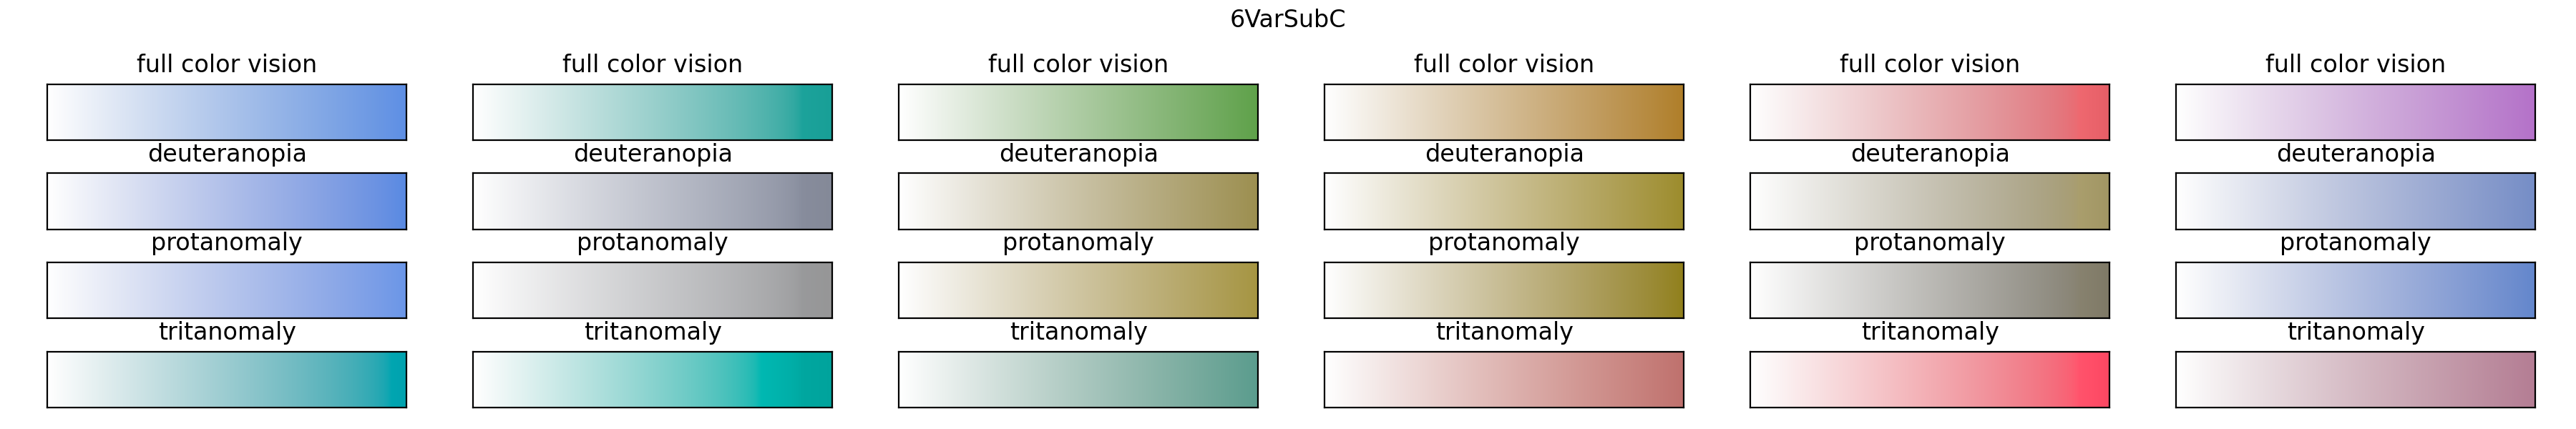 6VarSubC
full color vision full color vision full color vision full color vision full color vision full color vision
deuteranopia deuteranopia deuteranopia deuteranopia deuteranopia deuteranopia
protanomaly protanomaly protanomaly protanomaly protanomaly protanomaly
tritanomaly tritanomaly tritanomaly tritanomaly tritanomaly tritanomaly